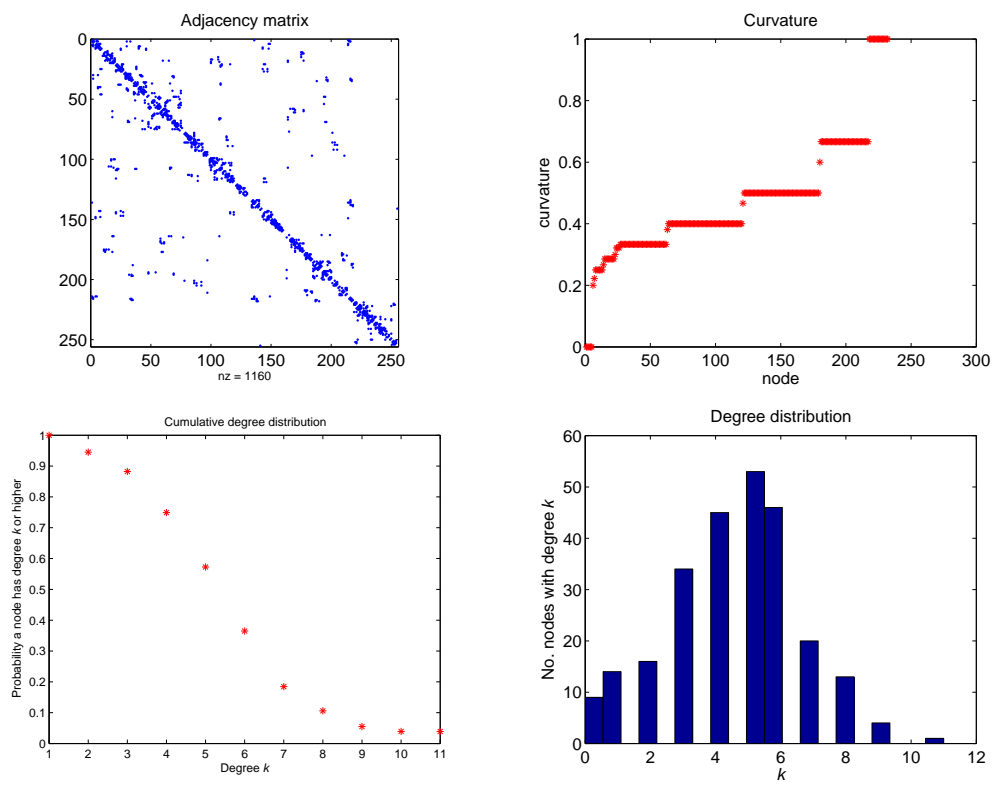 Adjacency matrix
0
50
100
150
200
250
0 50 100 150 200 250
nz = 1160
Curvature
curvature
1
0.8
0.6
0.4
0.2
0
0 50 100 150 200 250 300
node
Cumulative degree distribution
Probability a node has degree k or higher
1
0.9
0.8
0.7
0.6
0.5
0.4
0.3
0.2
0.1
0
1 2 3 4 5 6 7 8 9 10 11
Degree k
Degree distribution
No. nodes with degree k
60
50
40
30
20
10
0
0 2 4 6 8 10 12
k